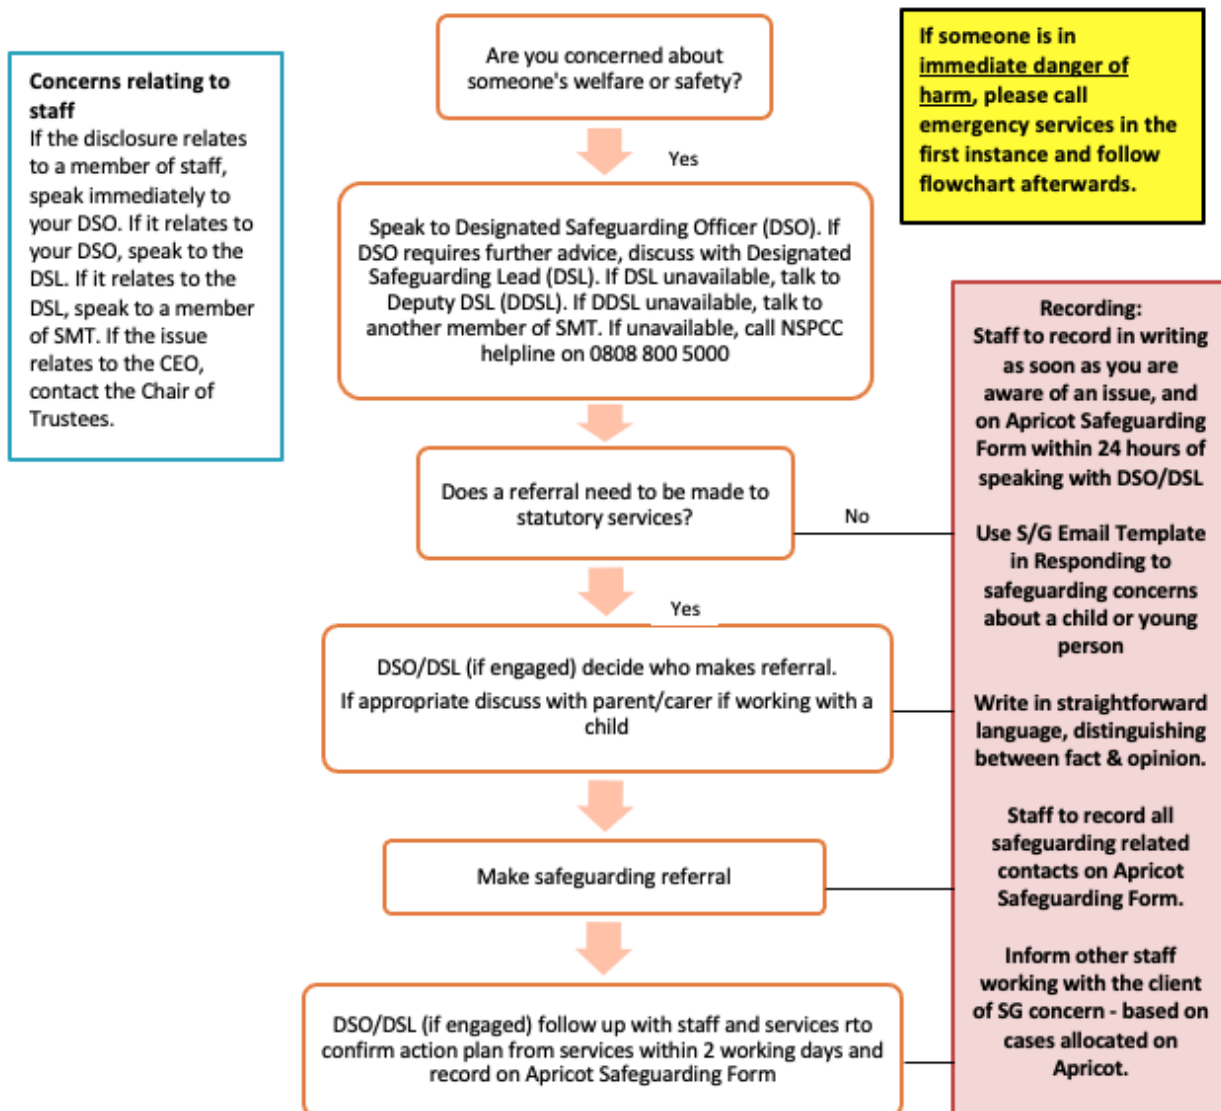 Concerns relating to
staff
If the disclosure relates
to a member of staff,
speak immediately to
your DSO. If it relates to
your DSO, speak to the
DSL. If it relates to the
DSL, speak to a member
of SMT. If the issue
relates to the CEO,
contact the Chair of
Trustees.
Are you concerned about
someone's welfare or safety?
If someone is in
immediate danger of
harm, please call
emergency services in the
first instance and follow
flowchart afterwards.
Yes
Speak to Designated Safeguarding Officer (DSO). If
DSO requires further advice, discuss with Designated
Safeguarding Lead (DSL). If DSL unavailable, talk to
Deputy DSL (DDSL). If DDSL unavailable, talk to
another member of SMT. If unavailable, call NSPCC
helpline on 0808 800 5000
Does a referral need to be made to
statutory services?
No
Yes
DSO/DSL (if engaged) decide who makes referral.
If appropriate discuss with parent/carer if working with a
child
Make safeguarding referral
DSO/DSL (if engaged) follow up with staff and services rto
confirm action plan from services within 2 working days and
record on Apricot Safeguarding Form
Recording:
Staff to record in writing
as soon as you are
aware of an issue, and
on Apricot Safeguarding
Form within 24 hours of
speaking with DSO/DSL
Use S/G Email Template
in Responding to
safeguarding concerns
about a child or young
person
Write in straightforward
language, distinguishing
between fact & opinion.
Staff to record all
safeguarding related
contacts on Apricot
Safeguarding Form.
Inform other staff
working with the client
of SG concern - based on
cases allocated on
Apricot.